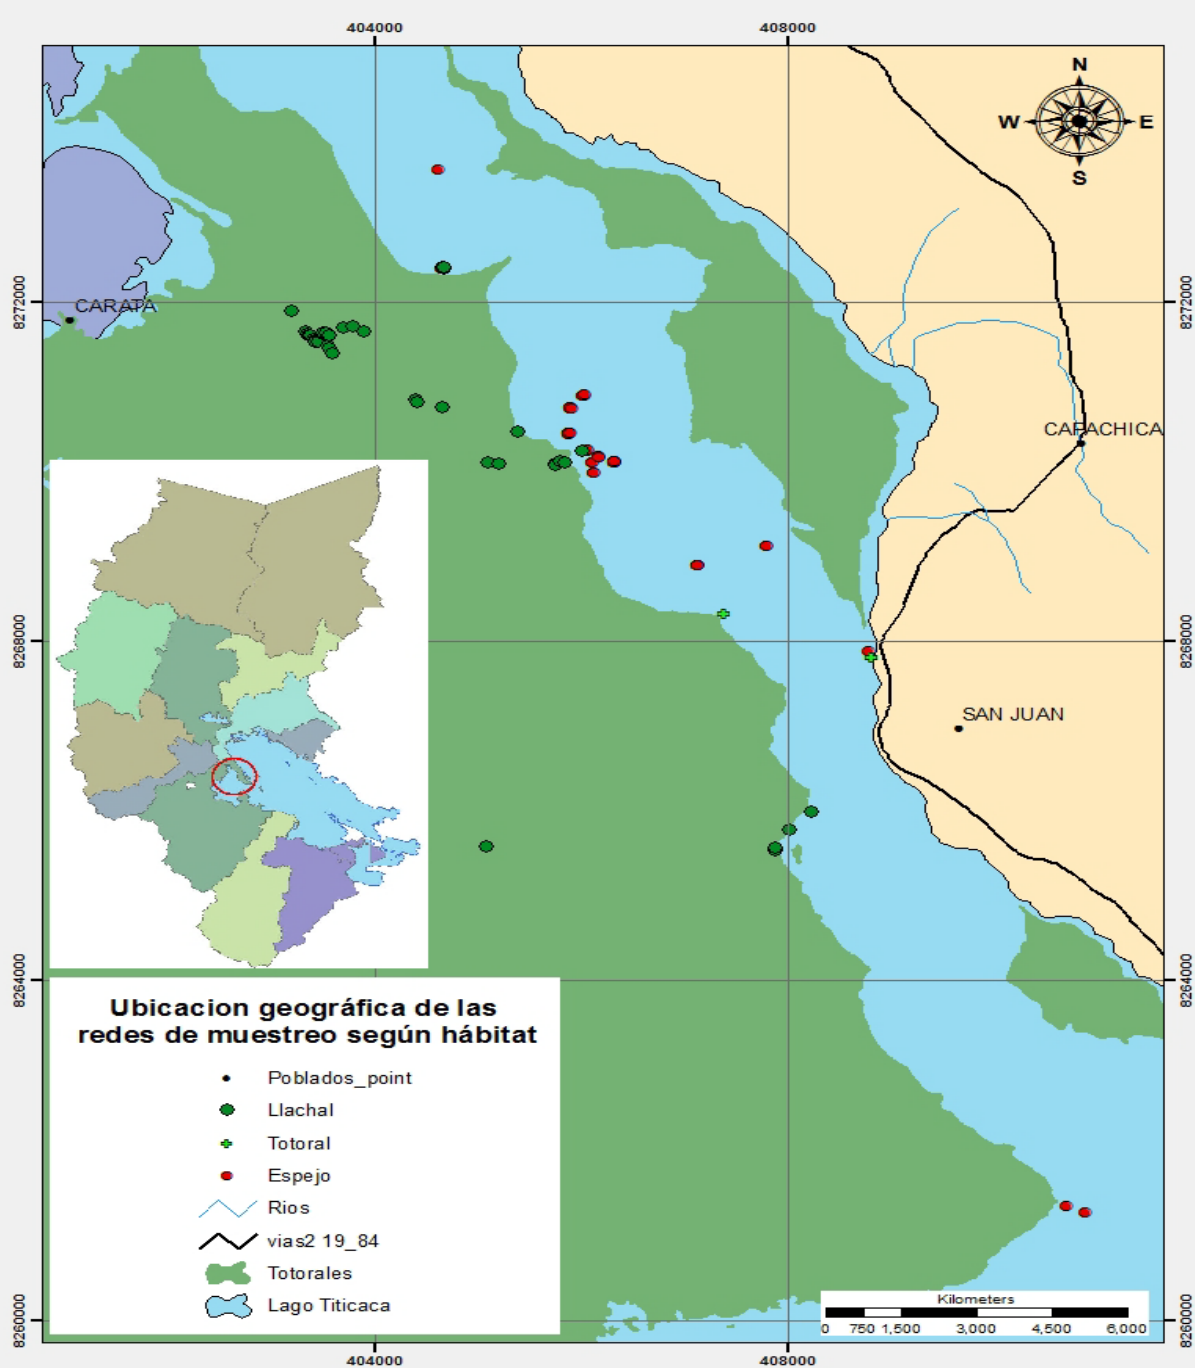 404000
408000
N
W
E
S
8272000
8272000
CARATA
CAPACHICA
8268000
8268000
SAN JUAN
8264000
8264000
Ubicacion geográfica de las
redes de muestreo según hábitat
Poblados_point
Llachal
Totoral
Espejo
Rios
vias2 19_84
Totorales
Lago Titicaca
Kilometers
0 750 1,500 3,000 4,500 6,000
8260000
8260000
404000
408000